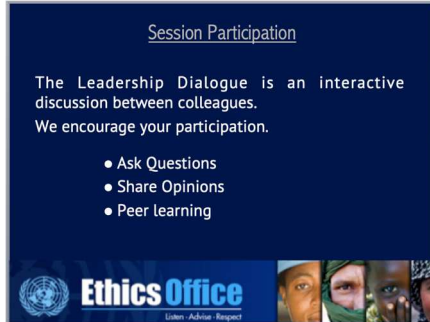 Session Participation
The Leadership Dialogue is an interactive
discussion between colleagues.
We encourage your participation.
● Ask Questions
● Share Opinions
● Peer learning
Ethics Office
Listen - Advise - Respect